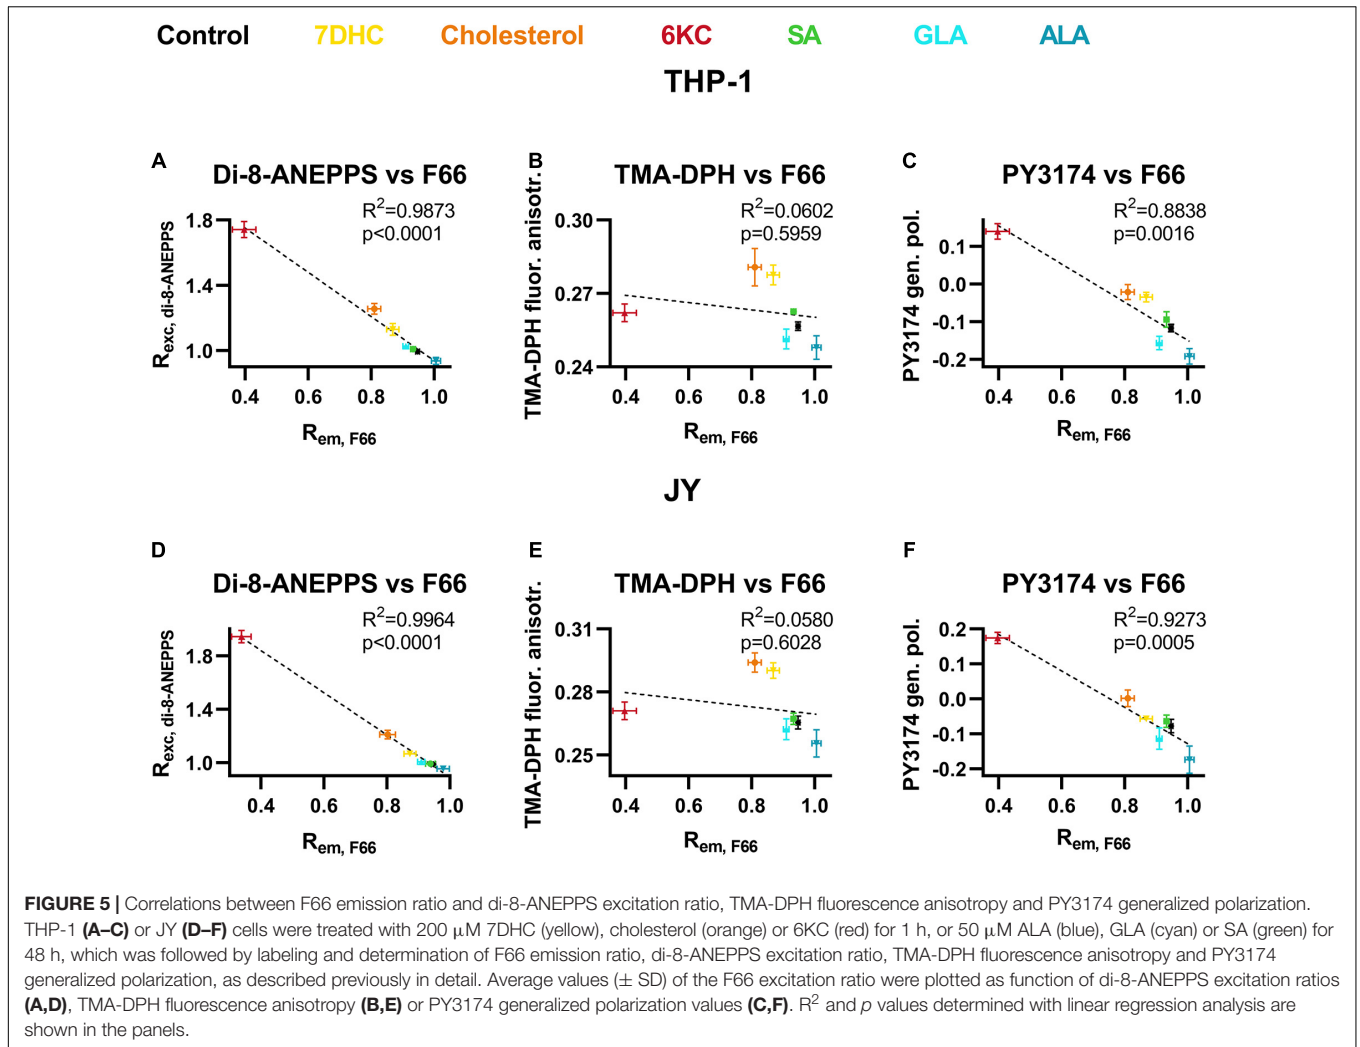 Control 7DHC Cholesterol 6KC SA GLA ALA
THP-1
A
Di-8-ANEPPS vs F66
R²=0.9873
p<0.0001
R exc, di-8-ANEPPS
1.8
1.4
1.0
0.4 0.6 0.8 1.0
R em, F66
B
TMA-DPH vs F66
R²=0.0602
p=0.5959
TMA-DPH fluor. anisotr.
0.30
0.27
0.24
0.4 0.6 0.8 1.0
R em, F66
C
PY3174 vs F66
R²=0.8838
p=0.0016
PY3174 gen. pol.
0.1
0.0
-0.1
-0.2
0.4 0.6 0.8 1.0
R em, F66
JY
D
Di-8-ANEPPS vs F66
R²=0.9964
p<0.0001
R exc, di-8-ANEPPS
1.8
1.4
1.0
0.4 0.6 0.8 1.0
R em, F66
E
TMA-DPH vs F66
R²=0.0580
p=0.6028
TMA-DPH fluor. anisotr.
0.31
0.28
0.25
0.4 0.6 0.8 1.0
R em, F66
F
PY3174 vs F66
R²=0.9273
p=0.0005
PY3174 gen. pol.
0.2
0.1
0.0
-0.1
-0.2
0.4 0.6 0.8 1.0
R em, F66
FIGURE 5 | Correlations between F66 emission ratio and di-8-ANEPPS excitation ratio, TMA-DPH fluorescence anisotropy and PY3174 generalized polarization.
THP-1 (A–C) or JY (D–F) cells were treated with 200 μM 7DHC (yellow), cholesterol (orange) or 6KC (red) for 1 h, or 50 μM ALA (blue), GLA (cyan) or SA (green) for
48 h, which was followed by labeling and determination of F66 emission ratio, di-8-ANEPPS excitation ratio, TMA-DPH fluorescence anisotropy and PY3174
generalized polarization, as described previously in detail. Average values (± SD) of the F66 excitation ratio were plotted as function of di-8-ANEPPS excitation ratios
(A,D), TMA-DPH fluorescence anisotropy (B,E) or PY3174 generalized polarization values (C,F). R² and p values determined with linear regression analysis are
shown in the panels.